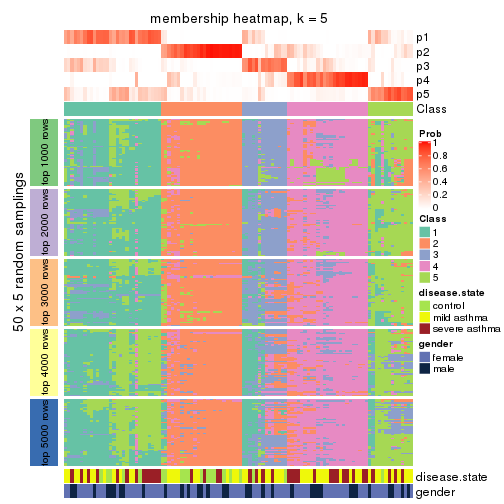 membership heatmap, k = 5
p1
p2
p3
p4
p5
Class
50 x 5 random samplings
top 1000 rows
top 2000 rows
top 3000 rows
top 4000 rows
top 5000 rows
disease.state
gender
Prob
1
0.8
0.6
0.4
0.2
0
Class
1
2
3
4
5
disease.state
control
mild asthma
severe asthma
gender
female
male